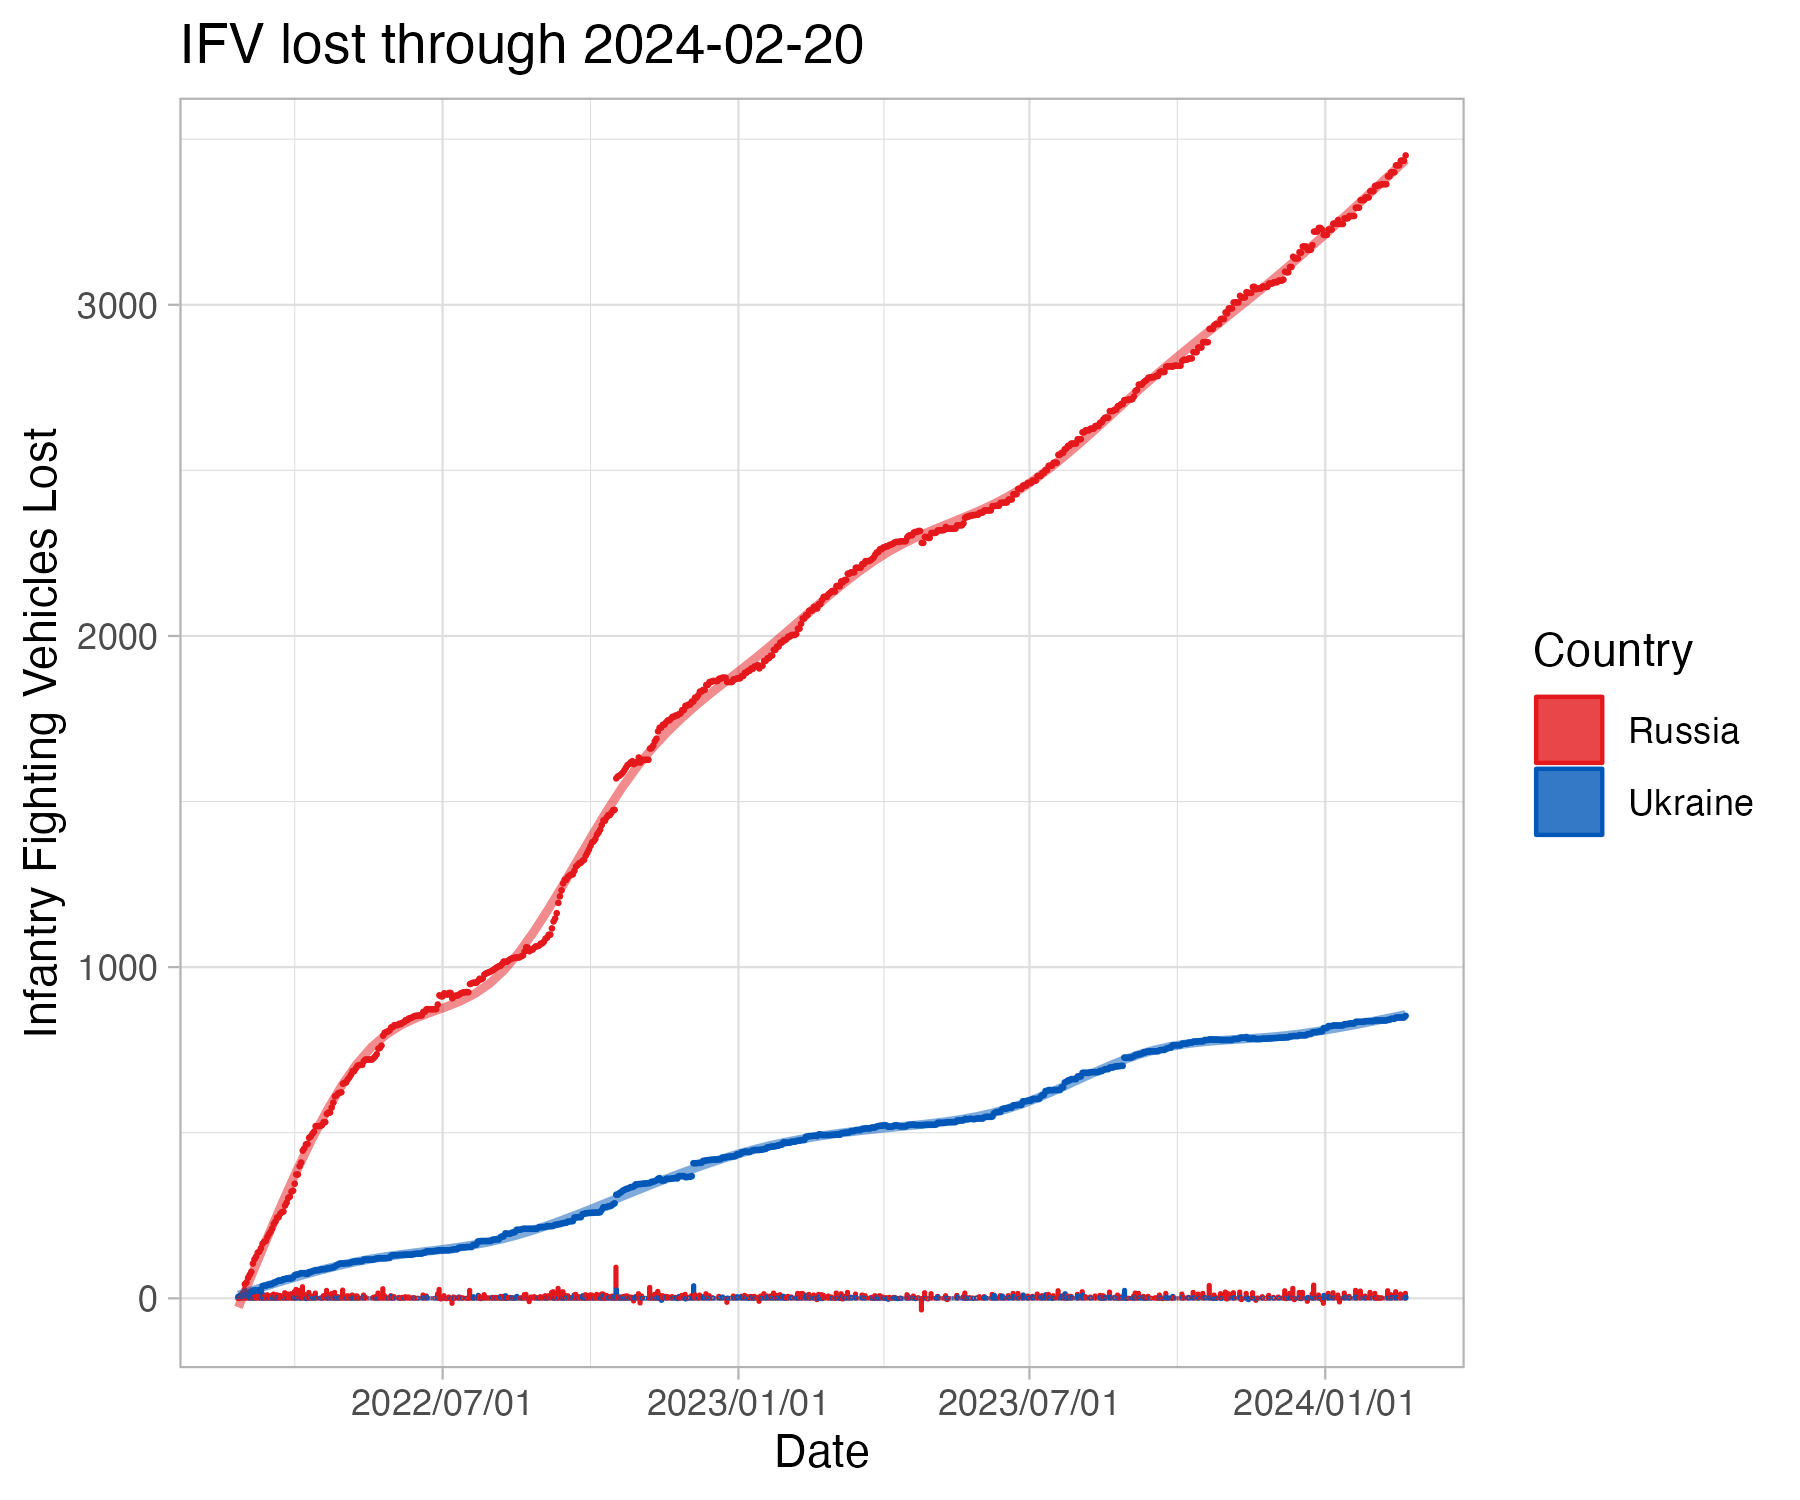 IFV lost through 2024-02-20
Infantry Fighting Vehicles Lost
3000
2000
1000
0
2022/07/01
2023/01/01
2023/07/01
2024/01/01
Date
Country
Russia
Ukraine